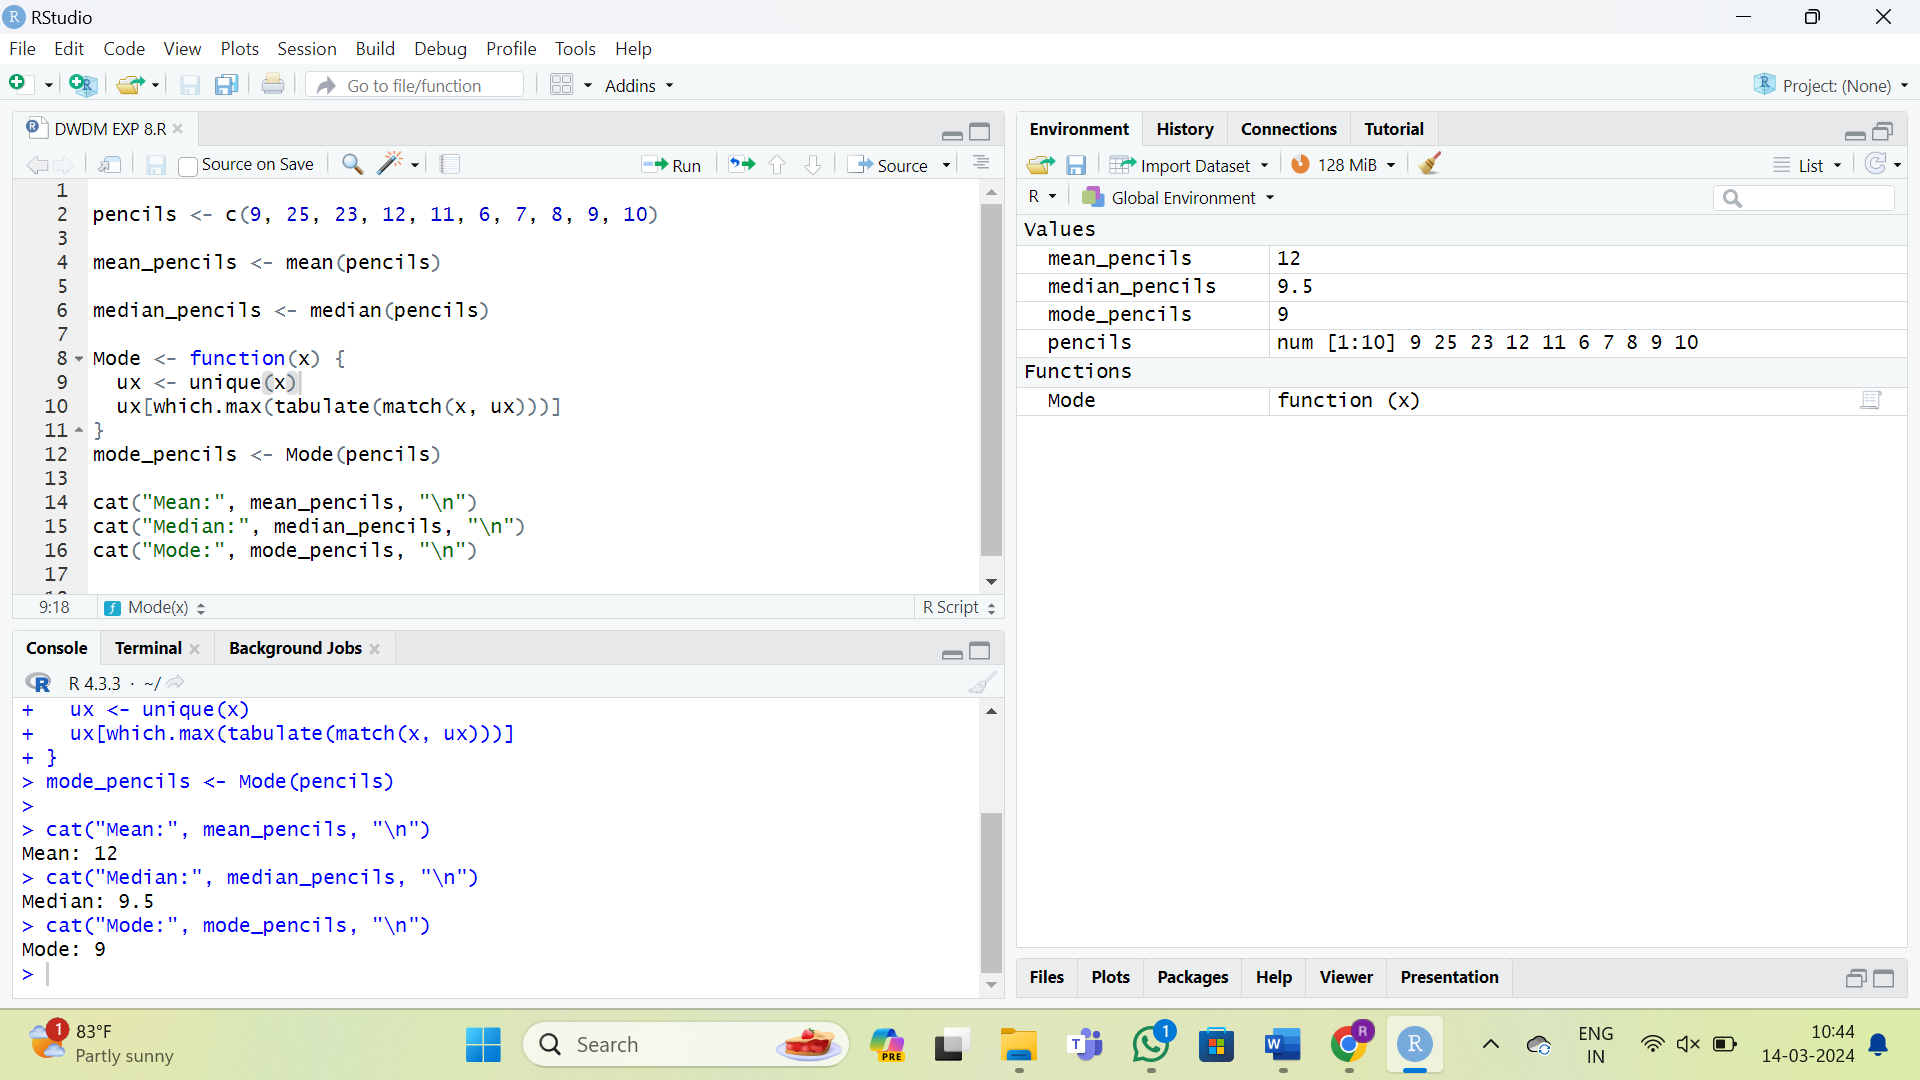 RStudio
File Edit Code View Plots Session Build Debug Profile Tools Help
Go to file/function Addins Project: (None)
DWDM EXP 8.R
Source on Save Run Source
1
2 pencils <- c(9, 25, 23, 12, 11, 6, 7, 8, 9, 10)
3
4 mean_pencils <- mean(pencils)
5
6 median_pencils <- median(pencils)
7
8 Mode <- function(x) {
9 ux <- unique(x)
10 ux[which.max(tabulate(match(x, ux)))]
11 }
12 mode_pencils <- Mode(pencils)
13
14 cat("Mean:", mean_pencils, "\n")
15 cat("Median:", median_pencils, "\n")
16 cat("Mode:", mode_pencils, "\n")
17
9:18 Mode(x) R Script
Console Terminal Background Jobs
R 4.3.3 · ~/
+ ux <- unique(x)
+ ux[which.max(tabulate(match(x, ux)))]
+ }
> mode_pencils <- Mode(pencils)
>
> cat("Mean:", mean_pencils, "\n")
Mean: 12
> cat("Median:", median_pencils, "\n")
Median: 9.5
> cat("Mode:", mode_pencils, "\n")
Mode: 9
>
Environment History Connections Tutorial
Import Dataset 128 MiB List
R Global Environment
Values
mean_pencils 12
median_pencils 9.5
mode_pencils 9
pencils num [1:10] 9 25 23 12 11 6 7 8 9 10
Functions
Mode function (x)
Files Plots Packages Help Viewer Presentation
1 83°F
Partly sunny
Search
PRE
1
R
ENG
IN
10:44
14-03-2024